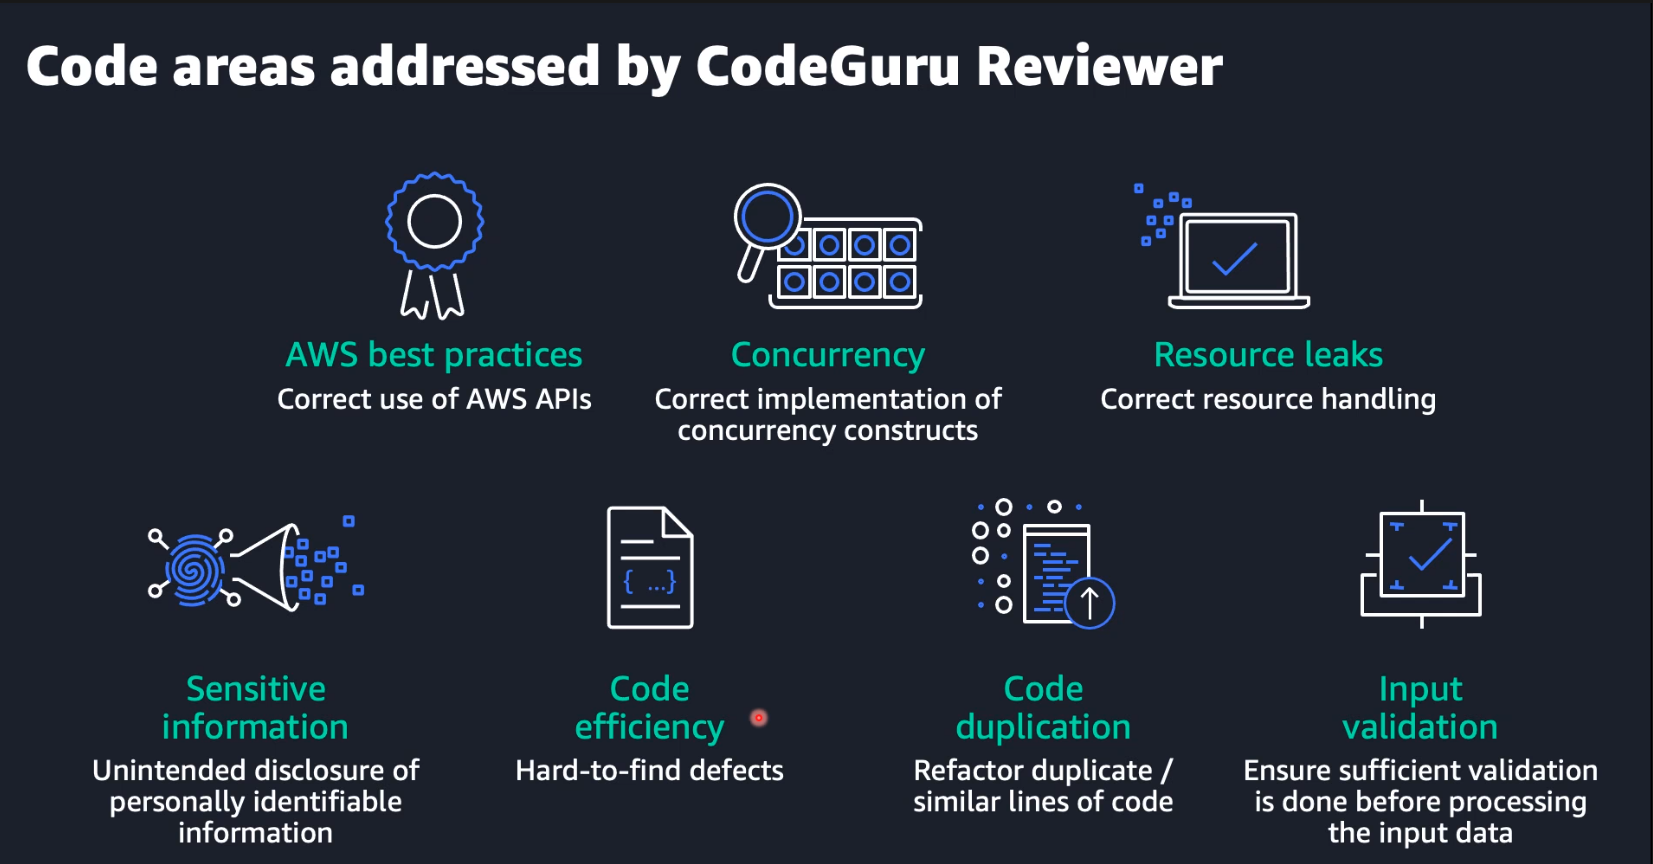 Code areas addressed by CodeGuru Reviewer
AWS best practices
Correct use of AWS APIs
Concurrency
Correct implementation of
concurrency constructs
Resource leaks
Correct resource handling
{ ...}
Sensitive
information
Unintended disclosure of
personally identifiable
information
Code
efficiency
Hard-to-find defects
Code
duplication
Refactor duplicate /
similar lines of code
Input
validation
Ensure sufficient validation
is done before processing
the input data